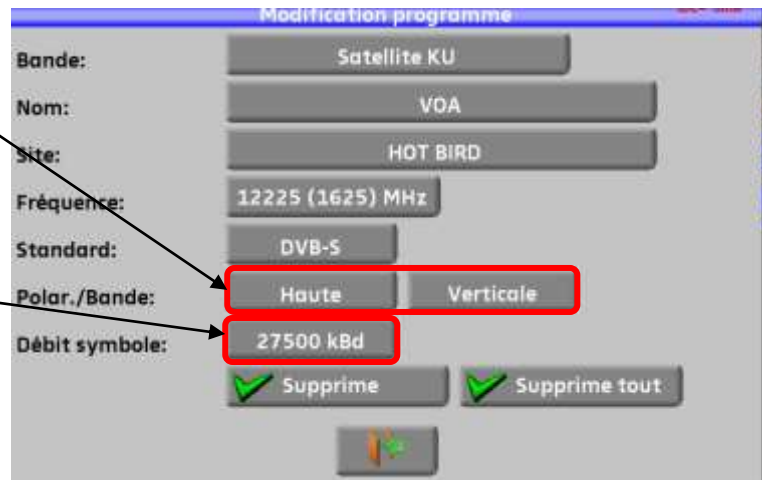 Modification programme
Bande: Satellite KU
Nom: VOA
Site: HOT BIRD
Fréquence: 12225 (1625) MHz
Standard: DVB-S
Polar./Bande: Haute Verticale
Débit symbole: 27500 kBd
Supprime Supprime tout